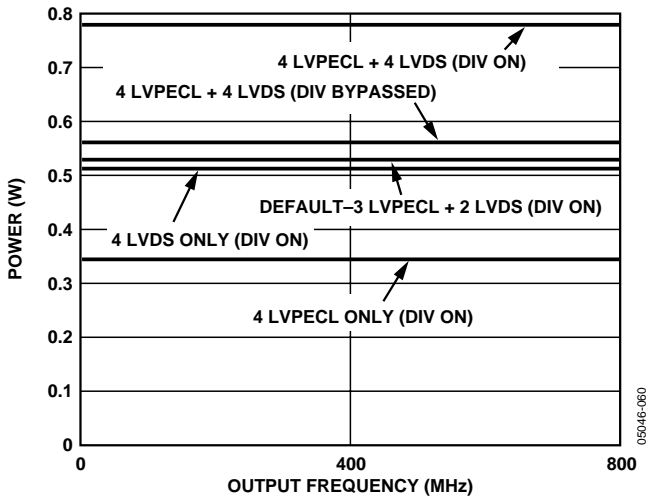 0.8
4 LVPECL + 4 LVDS (DIV ON)
0.7
4 LVPECL + 4 LVDS (DIV BYPASSED)
0.6
0.5
DEFAULT–3 LVPECL + 2 LVDS (DIV ON)
4 LVDS ONLY (DIV ON)
0.4
0.3
4 LVPECL ONLY (DIV ON)
0.2
0.1
0
POWER (W)
0
400
800
OUTPUT FREQUENCY (MHz)
05046-060